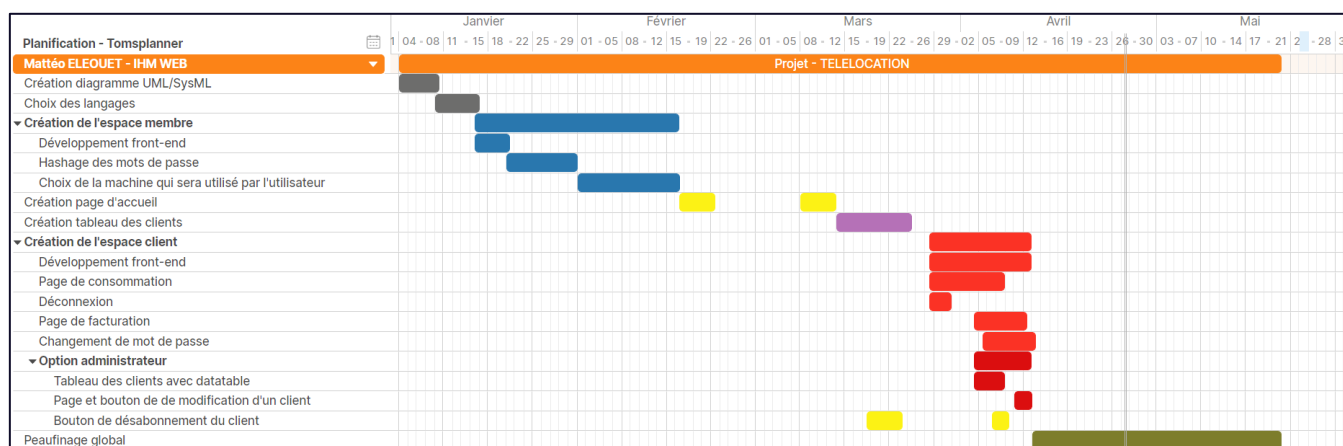 Janvier Février Mars Avril Mai
Planification - Tomsplanner 1 04 - 08 11 - 15 18 - 22 25 - 29 01 - 05 08 - 12 15 - 19 22 - 26 01 - 05 08 - 12 15 - 19 22 - 26 29 - 02 05 - 09 12 - 16 19 - 23 26 - 30 03 - 07 10 - 14 17 - 21 2 - 28 3
Mattéo ELEOUET - IHM WEB Projet - TELELOCATION
Création diagramme UML/SysML
Choix des langages
Création de l'espace membre
Développement front-end
Hashage des mots de passe
Choix de la machine qui sera utilisé par l'utilisateur
Création page d'accueil
Création tableau des clients
Création de l'espace client
Développement front-end
Page de consommation
Déconnexion
Page de facturation
Changement de mot de passe
Option administrateur
Tableau des clients avec datatable
Page et bouton de de modification d'un client
Bouton de désabonnement du client
Peaufinage global